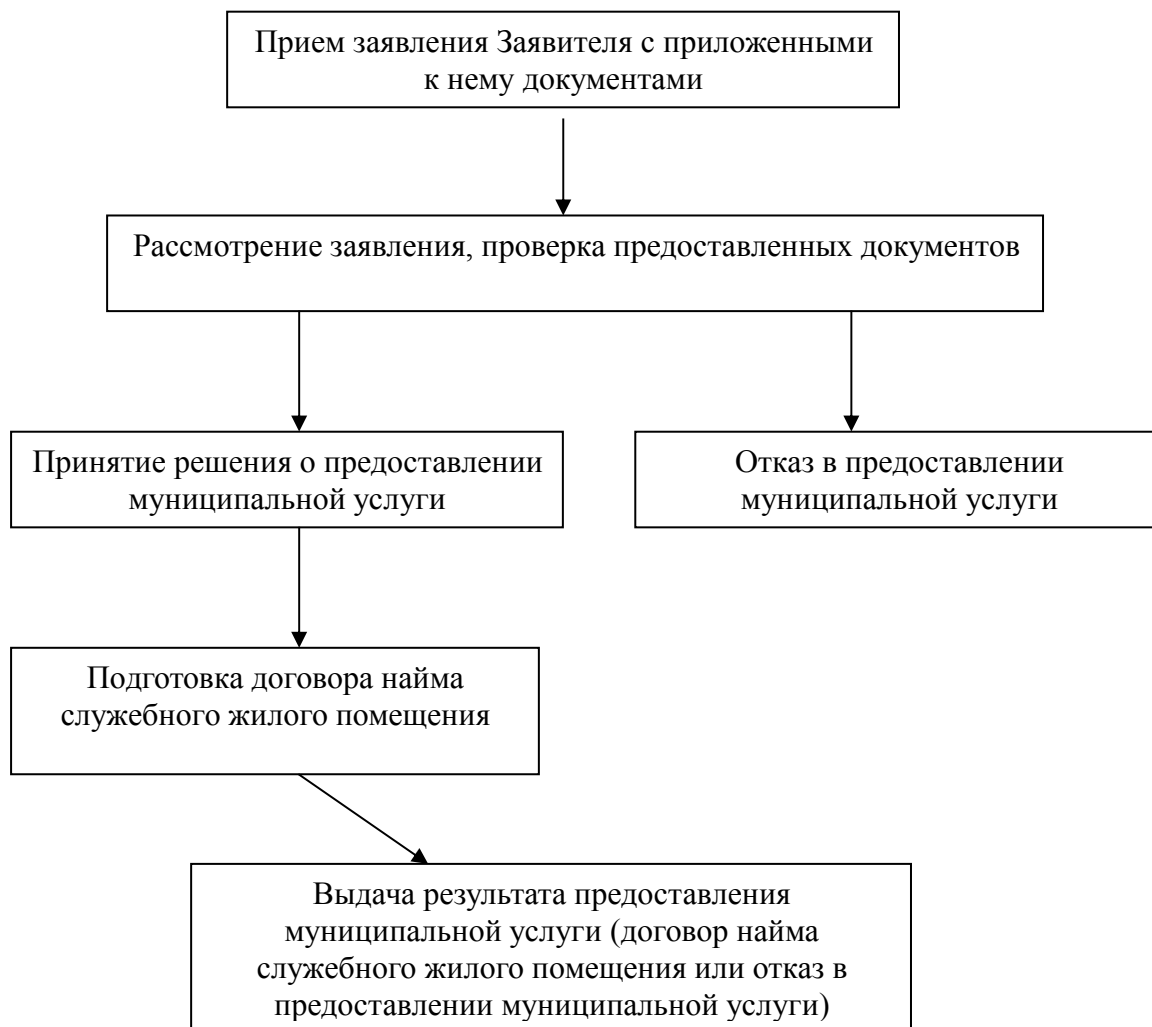 Прием заявления Заявителя с приложенными
к нему документами
Рассмотрение заявления, проверка предоставленных документов
Принятие решения о предоставлении
муниципальной услуги
Отказ в предоставлении
муниципальной услуги
Подготовка договора найма
служебного жилого помещения
Выдача результата предоставления
муниципальной услуги (договор найма
служебного жилого помещения или отказ в
предоставлении муниципальной услуги)